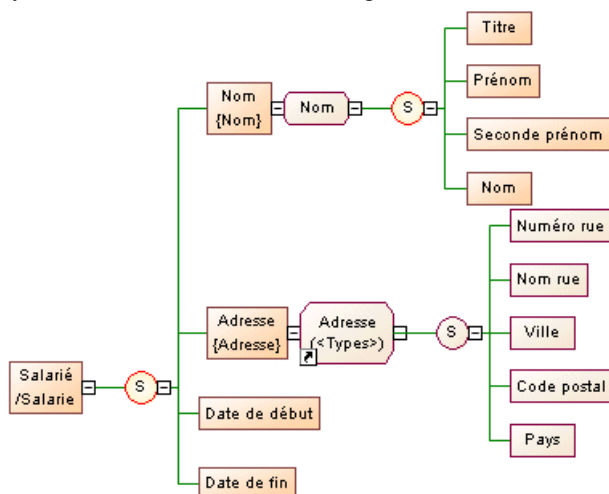 Titre
Prénom
Nom
{Nom}
Nom
S
Seconde prénom
Nom
Numéro rue
Nom rue
Adresse
{Adresse}
Adresse
(<Types>)
S
Ville
Salarié
/Salarie
S
Code postal
Date de début
Pays
Date de fin